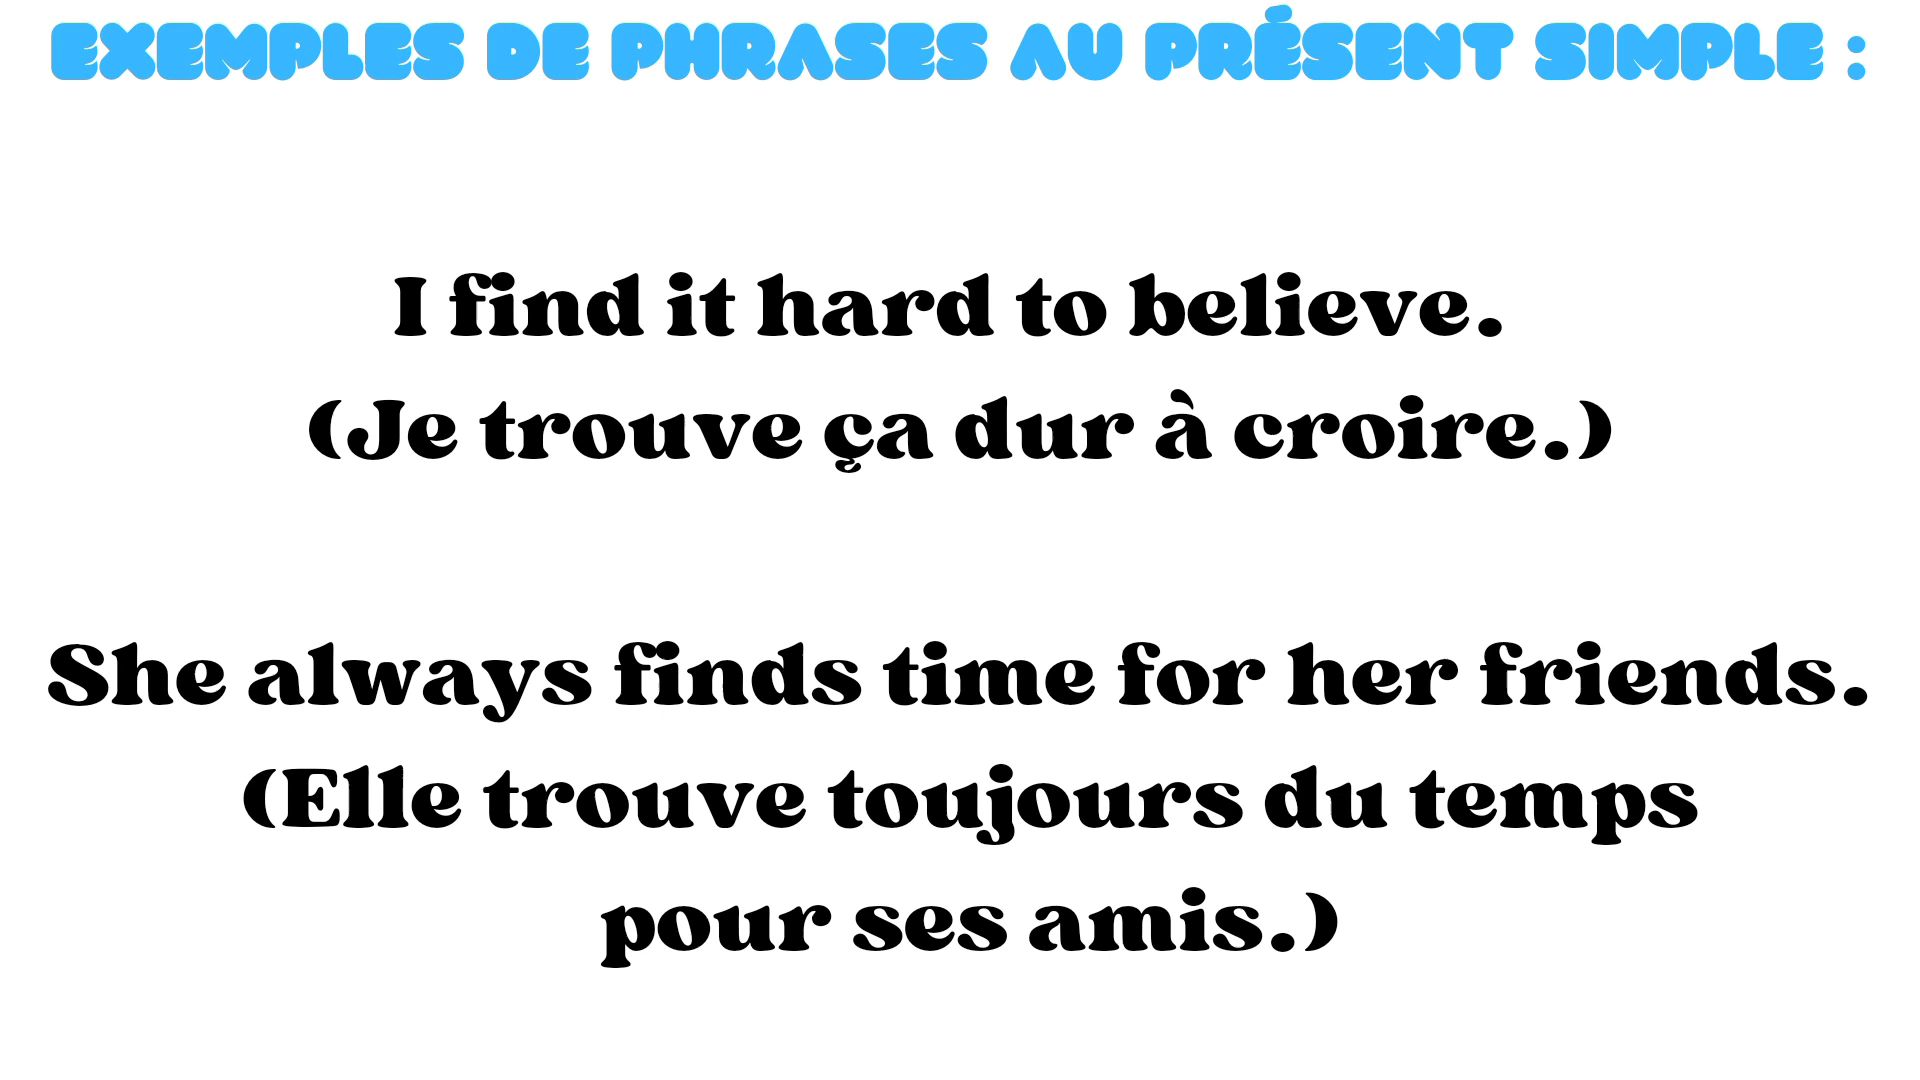 EXEMPLES DE PHRASES AU PRÉSENT SIMPLE :
I find it hard to believe.
(Je trouve ça dur à croire.)
She always finds time for her friends.
(Elle trouve toujours du temps
pour ses amis.)